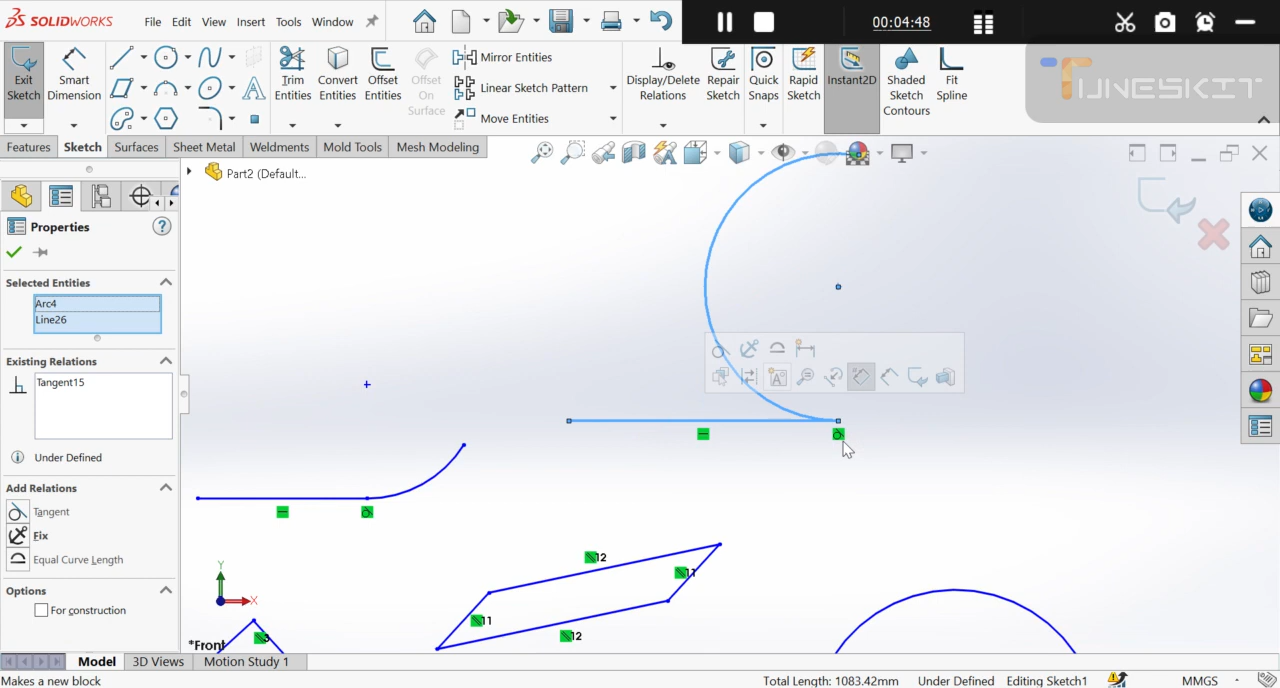 SOLIDWORKS File Edit View Insert Tools Window
00:04:48
TUNESKIT
Exit Sketch
Smart Dimension
Trim Entities
Convert Entities
Offset Entities
Offset On Surface
Mirror Entities
Linear Sketch Pattern
Move Entities
Display/Delete Relations
Repair Sketch
Quick Snaps
Rapid Sketch
Instant2D
Shaded Sketch Contours
Fit Spline
Features Sketch Surfaces Sheet Metal Weldments Mold Tools Mesh Modeling
Part2 (Default...
Properties
Selected Entities
Arc4
Line26
Existing Relations
Tangent15
Under Defined
Add Relations
Tangent
Fix
Equal Curve Length
Options
For construction
12
11
11
12
3
Y
X
*Front
Model 3D Views Motion Study 1
Makes a new block Total Length: 1083.42mm Under Defined Editing Sketch1 MMGS